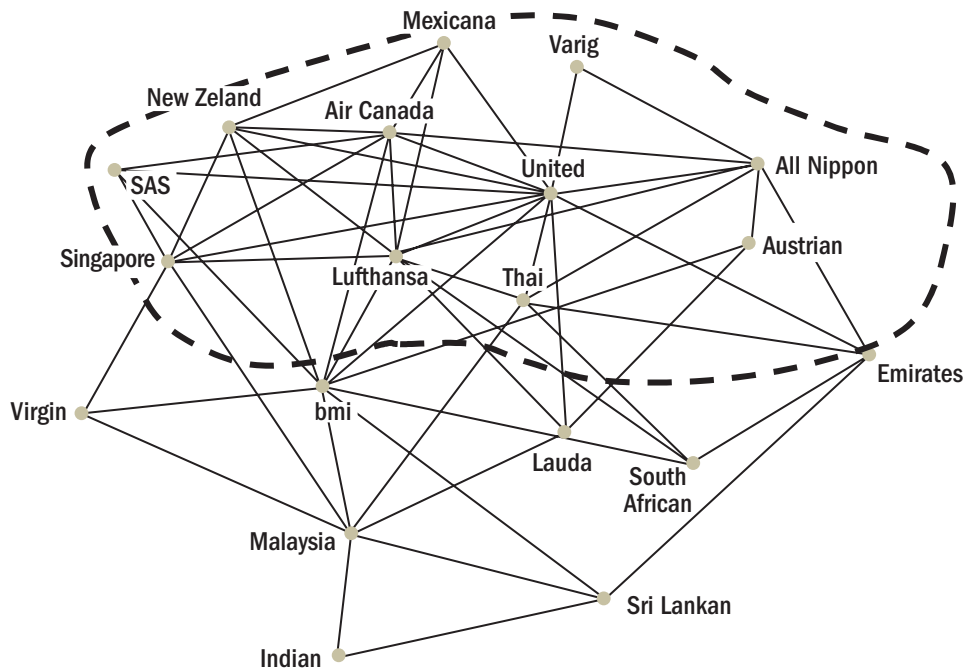 Mexicana
Varig
New Zeland
Air Canada
United
All Nippon
SAS
Austrian
Singapore
Lufthansa
Thai
Emirates
Virgin
bmi
Lauda
South
African
Malaysia
Sri Lankan
Indian